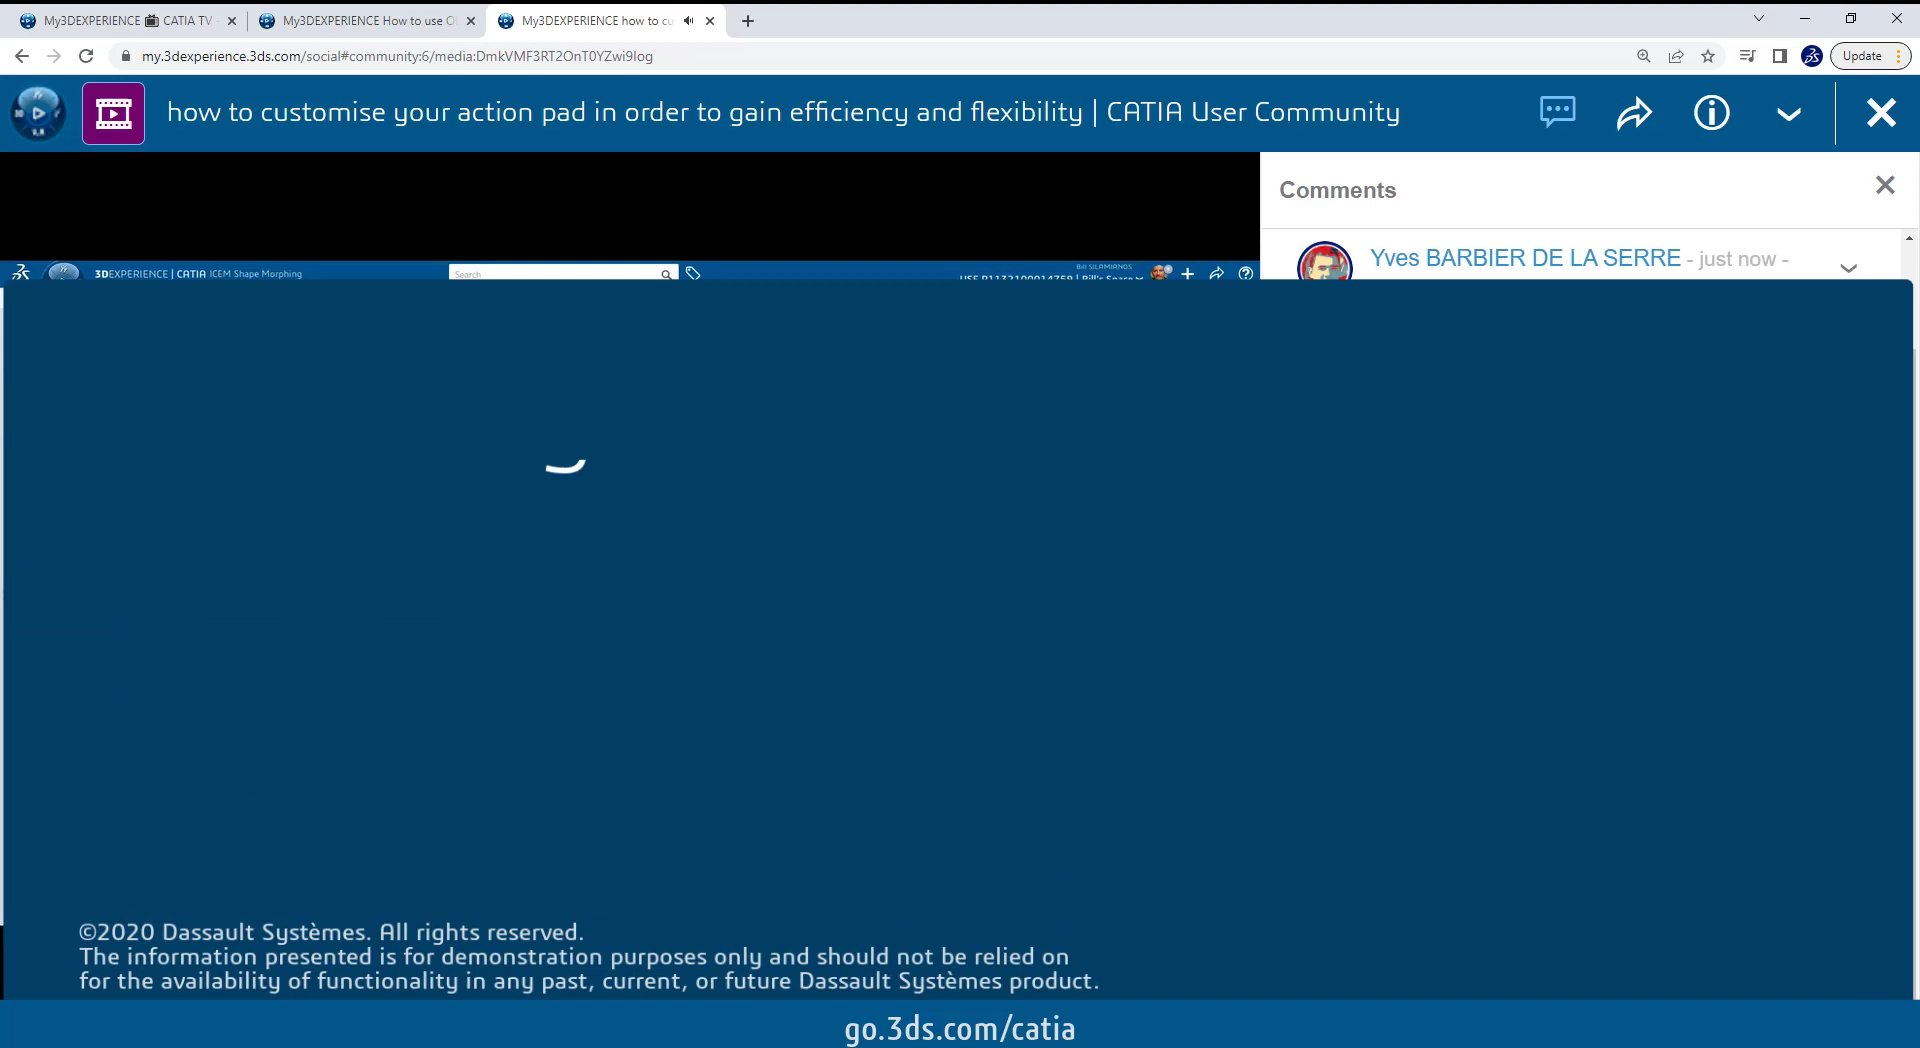 My3DEXPERIENCE CATIA TV
My3DEXPERIENCE How to use O
My3DEXPERIENCE how to cu
my.3dexperience.3ds.com/social#community:6/media:DmkVMF3RT2OnT0YZwi9Iog
Update
how to customise your action pad in order to gain efficiency and flexibility | CATIA User Community
Comments
Yves BARBIER DE LA SERRE - just now -
3DEXPERIENCE | CATIA ICEM Shape Morphing
Search
Bill SILAMIANOS
©2020 Dassault Systèmes. All rights reserved.
The information presented is for demonstration purposes only and should not be relied on
for the availability of functionality in any past, current, or future Dassault Systèmes product.
go.3ds.com/catia